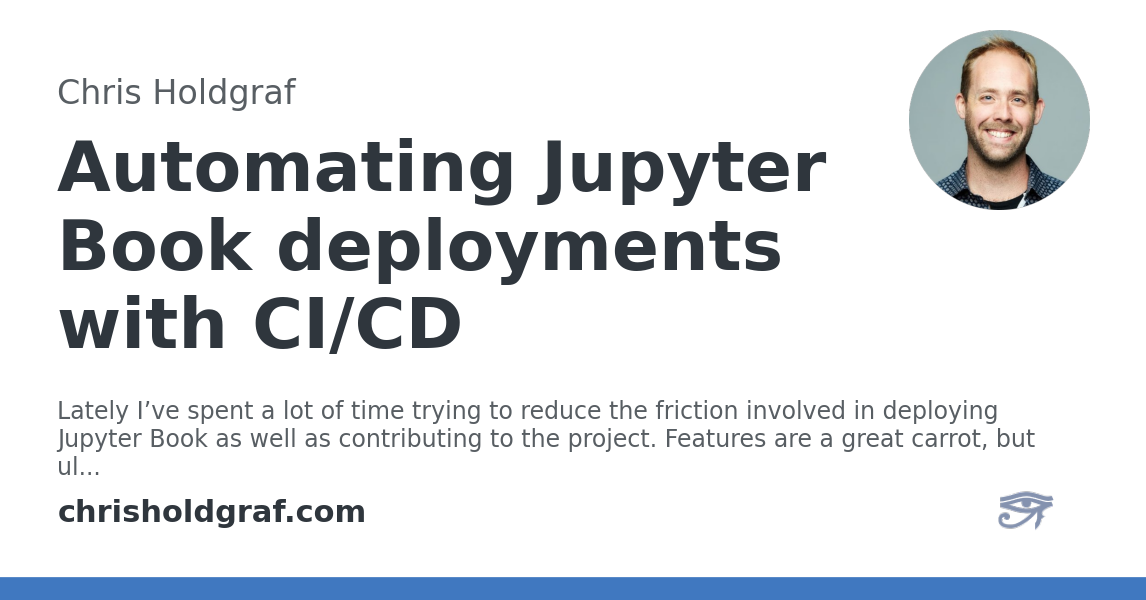 Chris Holdgraf
Automating Jupyter
Book deployments
with CI/CD
Lately I’ve spent a lot of time trying to reduce the friction involved in deploying
Jupyter Book as well as contributing to the project. Features are a great carrot, but
ul...
chrisholdgraf.com